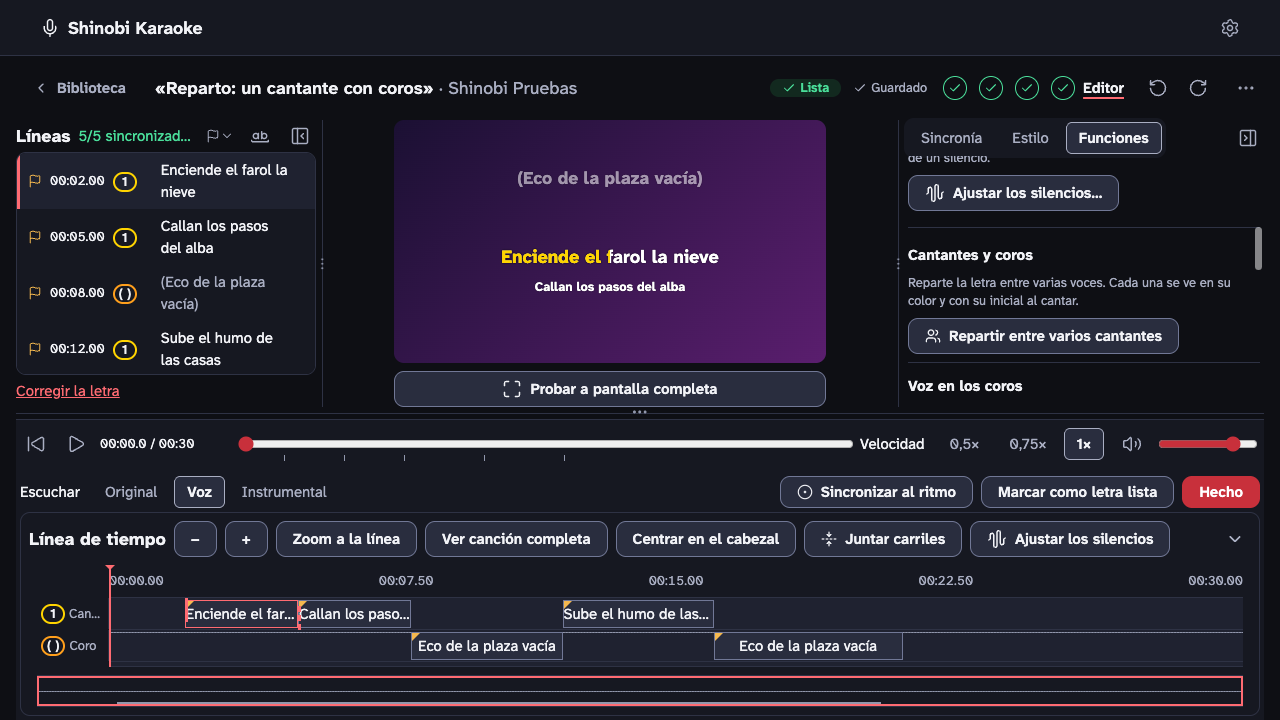 Shinobi Karaoke
Biblioteca
«Reparto: un cantante con coros» · Shinobi Pruebas
Lista
Guardado
Editor
Líneas 5/5 sincronizad...
ab
00:02.00 1 Enciende el farol la
nieve
00:05.00 1 Callan los pasos
del alba
00:08.00 ( ) (Eco de la plaza
vacía)
00:12.00 1 Sube el humo de
las casas
Corregir la letra
(Eco de la plaza vacía)
Enciende el farol la nieve
Callan los pasos del alba
Probar a pantalla completa
Sincronía Estilo Funciones
de un silencio.
Ajustar los silencios...
Cantantes y coros
Reparte la letra entre varias voces. Cada una se ve en su
color y con su inicial al cantar.
Repartir entre varios cantantes
Voz en los coros
00:00.0 / 00:30
Velocidad 0,5× 0,75× 1×
Escuchar Original Voz Instrumental
Sincronizar al ritmo Marcar como letra lista Hecho
Línea de tiempo − + Zoom a la línea Ver canción completa Centrar en el cabezal Juntar carriles Ajustar los silencios
00:00.00 00:07.50 00:15.00 00:22.50 00:30.00
1 Can... Enciende el far... Callan los paso... Sube el humo de las...
( ) Coro Eco de la plaza vacía Eco de la plaza vacía